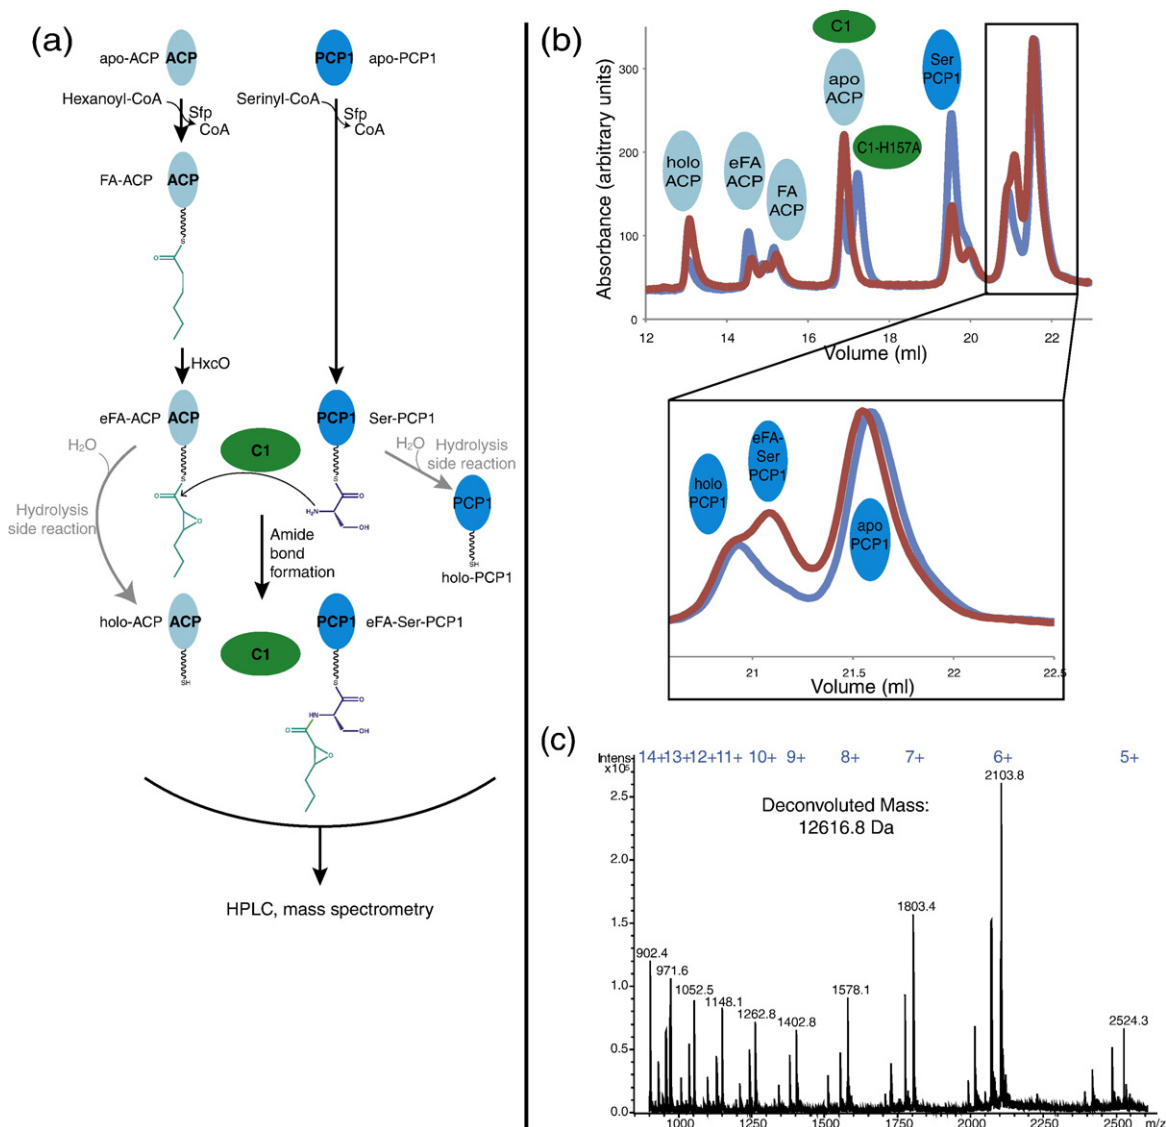 (a)
apo-ACP ACP
PCP1 apo-PCP1
Hexanoyl-CoA
Sfp
CoA
Serinyl-CoA
Sfp
CoA
FA-ACP ACP
S
O
HxcO
eFA-ACP ACP
PCP1 Ser-PCP1
H₂O
Hydrolysis
side reaction
C1
H₂O Hydrolysis
side reaction
S
O
O
S
O
H₂N
OH
PCP1
SH
holo-PCP1
Amide
bond
formation
holo-ACP ACP
SH
C1
PCP1 eFA-Ser-PCP1
S
O
HN
OH
O
O
HPLC, mass spectrometry
(b)
Absorbance (arbitrary units)
300
200
100
0
12 14 16 18 20 22
Volume (ml)
holo
ACP
eFA
ACP
FA
ACP
C1
apo
ACP
C1-H157A
Ser
PCP1
holo
PCP1
eFA-
Ser
PCP1
apo
PCP1
21 21.5 22 22.5
Volume (ml)
(c)
Intens.
x10⁵
14+ 13+ 12+ 11+ 10+ 9+ 8+ 7+ 6+ 5+
Deconvoluted Mass:
12616.8 Da
2.5
2.0
1.5
1.0
0.5
0.0
902.4
971.6
1052.5
1148.1
1262.8
1402.8
1578.1
1803.4
2103.8
2524.3
1000 1250 1500 1750 2000 2250 2500 m/z